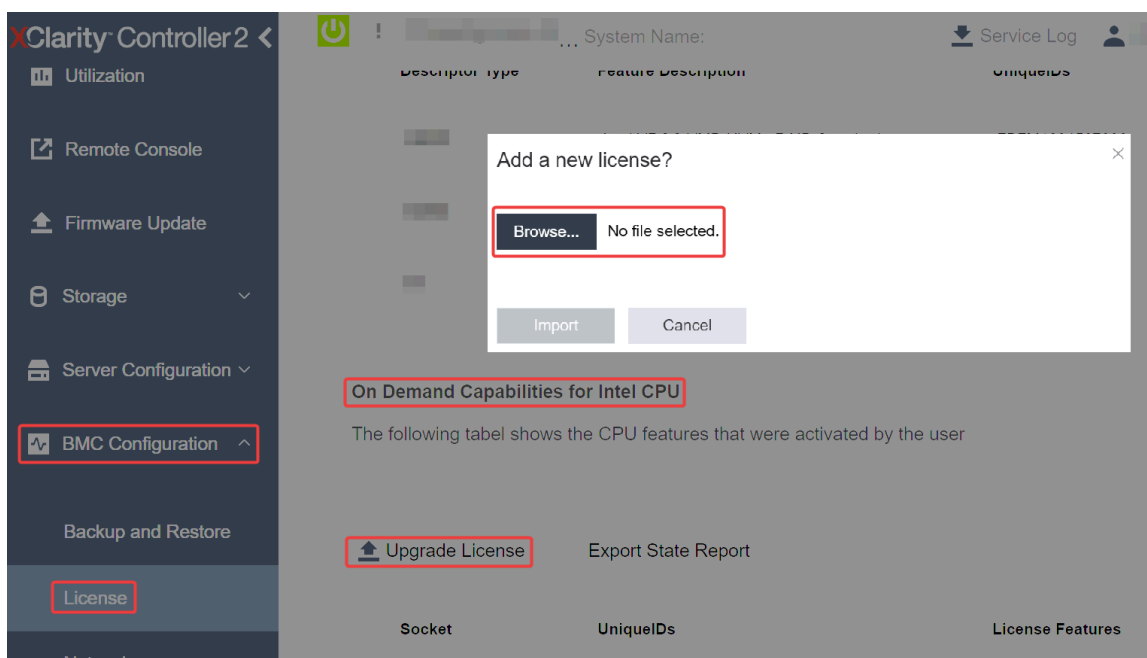 XClarity Controller 2
System Name:
Service Log
Utilization
Descriptor Type Feature Description UniqueIDs
Remote Console
Add a new license?
Firmware Update
Browse... No file selected.
Storage
Import Cancel
Server Configuration
On Demand Capabilities for Intel CPU
BMC Configuration
The following tabel shows the CPU features that were activated by the user
Backup and Restore
Upgrade License Export State Report
License
Socket UniqueIDs License Features